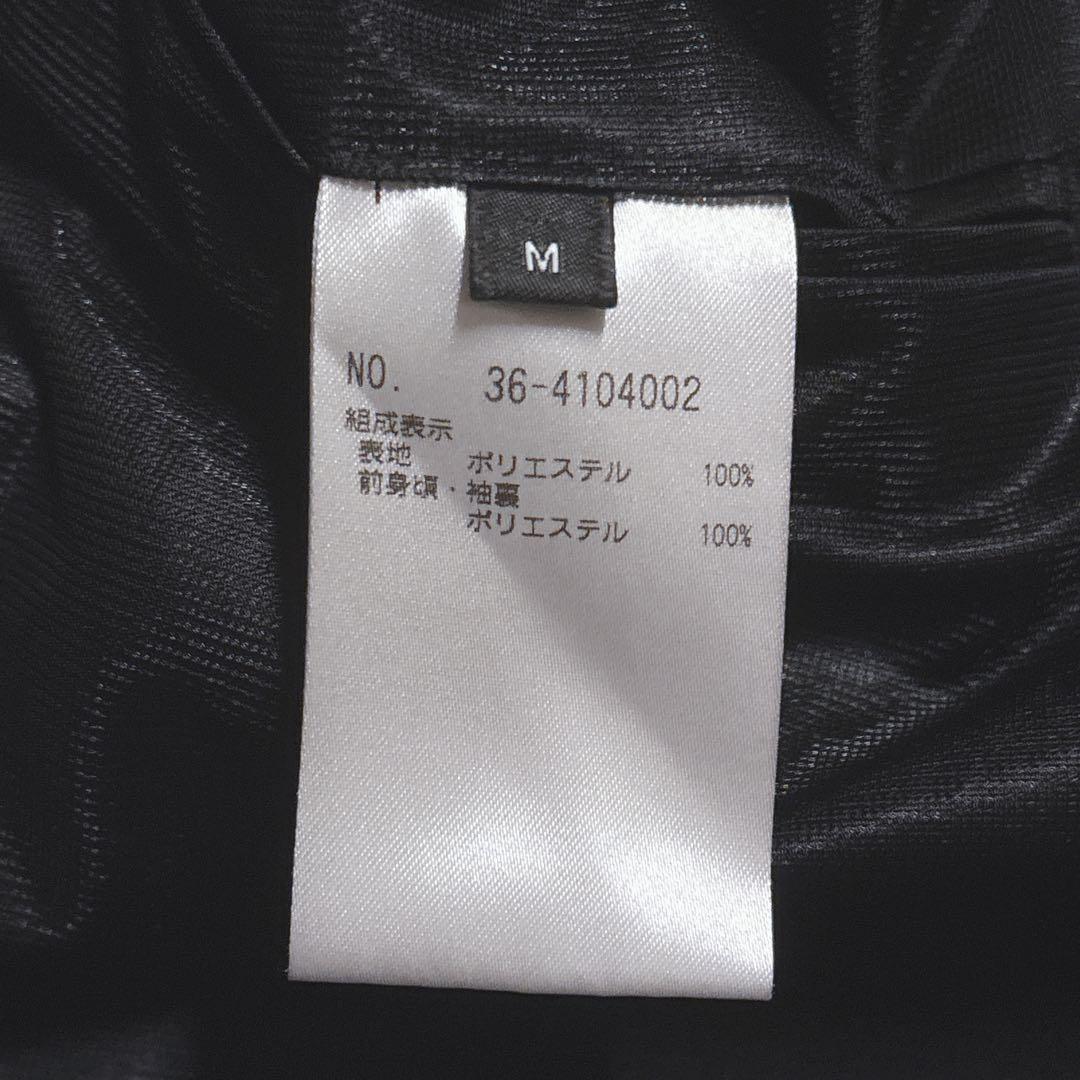 M
NO. 36-4104002
組成表示
表地 ポリエステル 100%
前身頃・袖裏
ポリエステル 100%